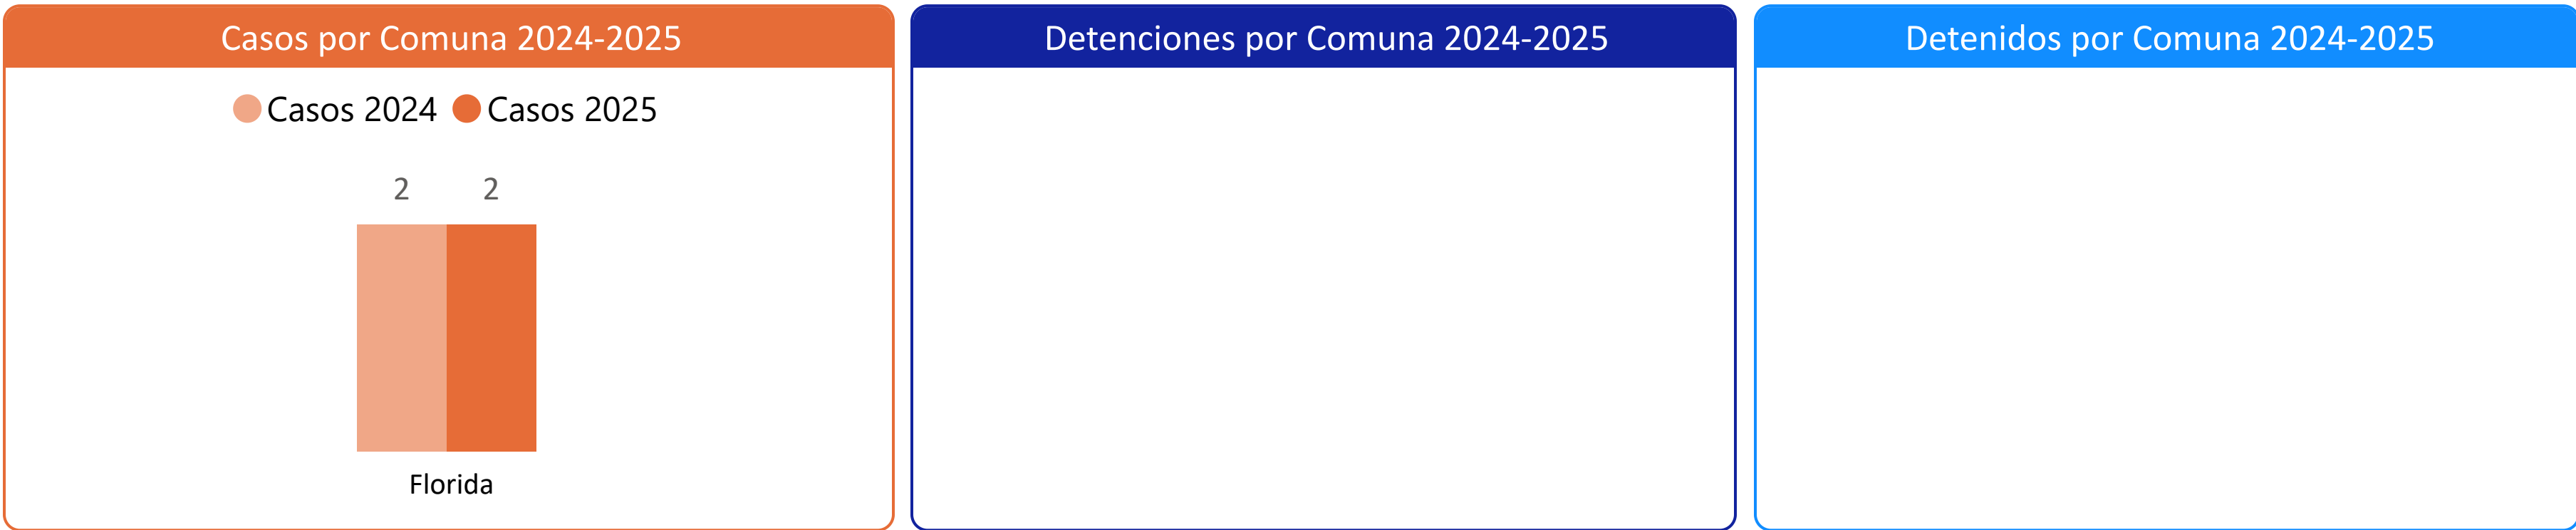 Casos por Comuna 2024-2025
Casos 2024 Casos 2025
2 2
Florida
Detenciones por Comuna 2024-2025
Detenidos por Comuna 2024-2025